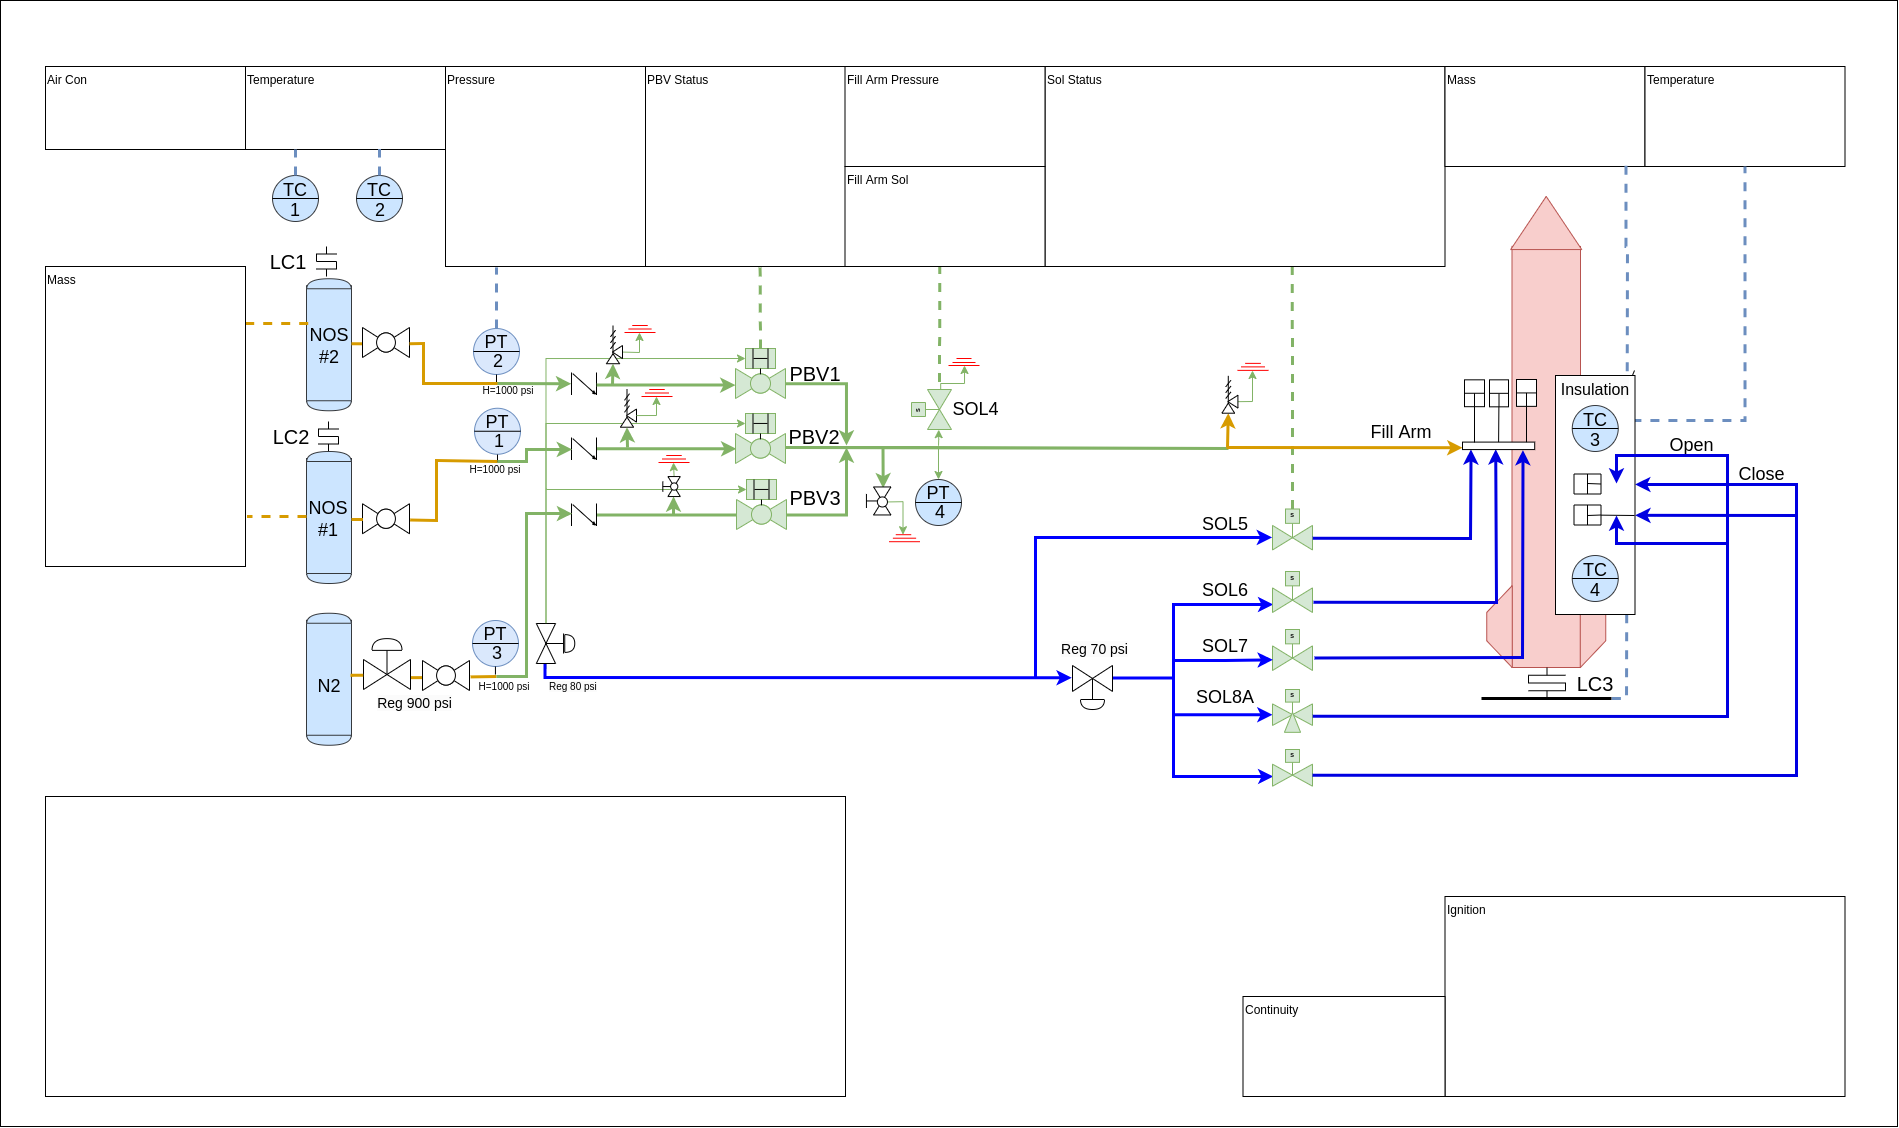 Air Con
Temperature
Pressure
PBV Status
Fill Arm Pressure
Sol Status
Mass
Temperature
Fill Arm Sol
TC
1
TC
2
LC1
Mass
NOS
#2
PT
2
H=1000 psi
PBV1
S
SOL4
Insulation
TC
3
LC2
PT
1
H=1000 psi
PBV2
Fill Arm
Open
Close
NOS
#1
PBV3
PT
4
S
SOL5
TC
4
S
SOL6
N2
PT
3
H=1000 psi
Reg 80 psi
Reg 900 psi
Reg 70 psi
S
SOL7
S
SOL8A
LC3
S
Ignition
Continuity